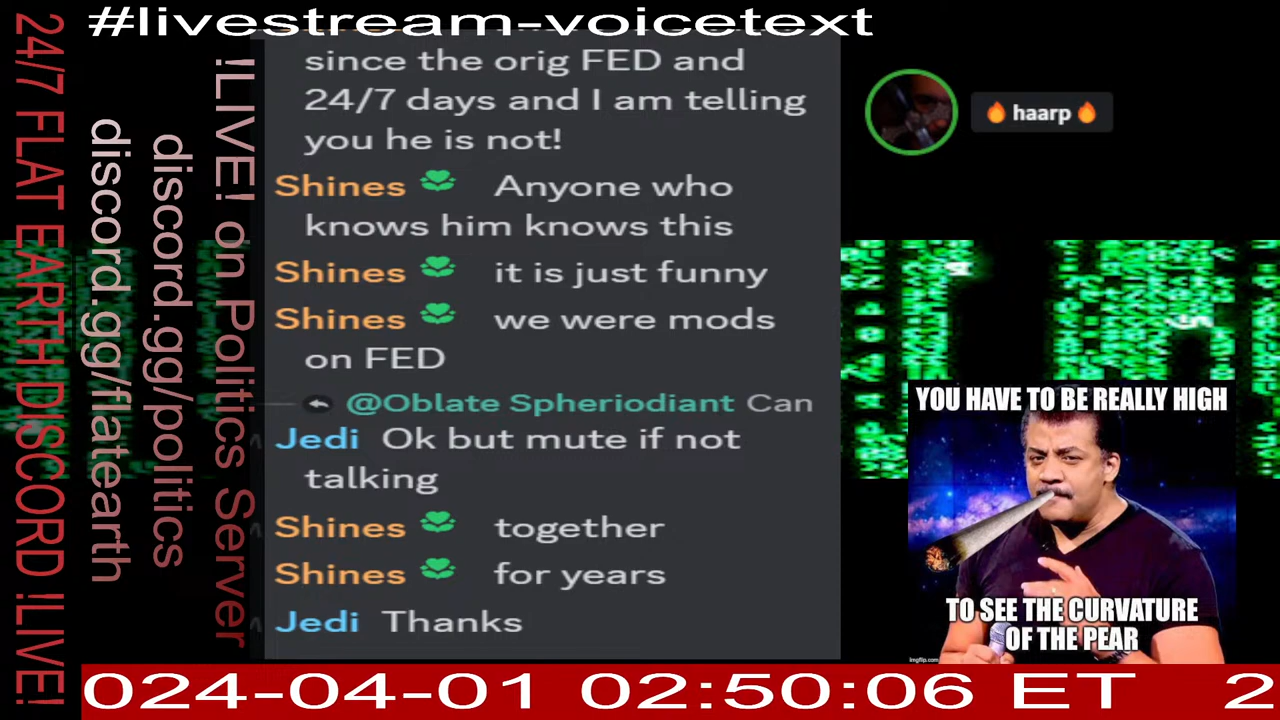 #livestream-voicetext
24/7 FLAT EARTH DISCORD !LIVE!
discord.gg/flatearth
discord.gg/politics
!LIVE! on Politics Server
since the orig FED and
24/7 days and I am telling
you he is not!
Shines Anyone who
knows him knows this
Shines it is just funny
Shines we were mods
on FED
@Oblate Spheriodiant Can
Jedi Ok but mute if not
talking
Shines together
Shines for years
Jedi Thanks
haarp
YOU HAVE TO BE REALLY HIGH
TO SEE THE CURVATURE
OF THE PEAR
imgflip.com
024-04-01 02:50:06 ET 2